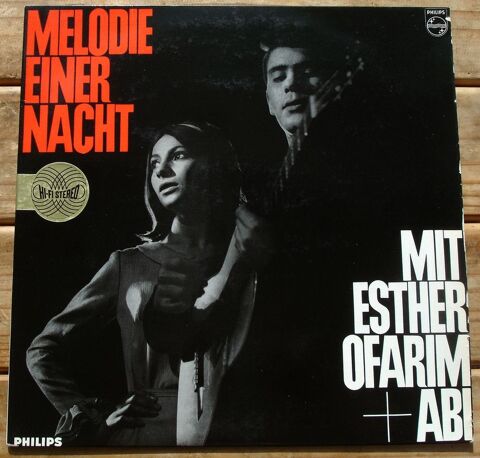 MELODIE
EINER
NACHT
PHILIPS
HI-FI STEREO
MIT
ESTHER
OFARIM
+ ABI
PHILIPS